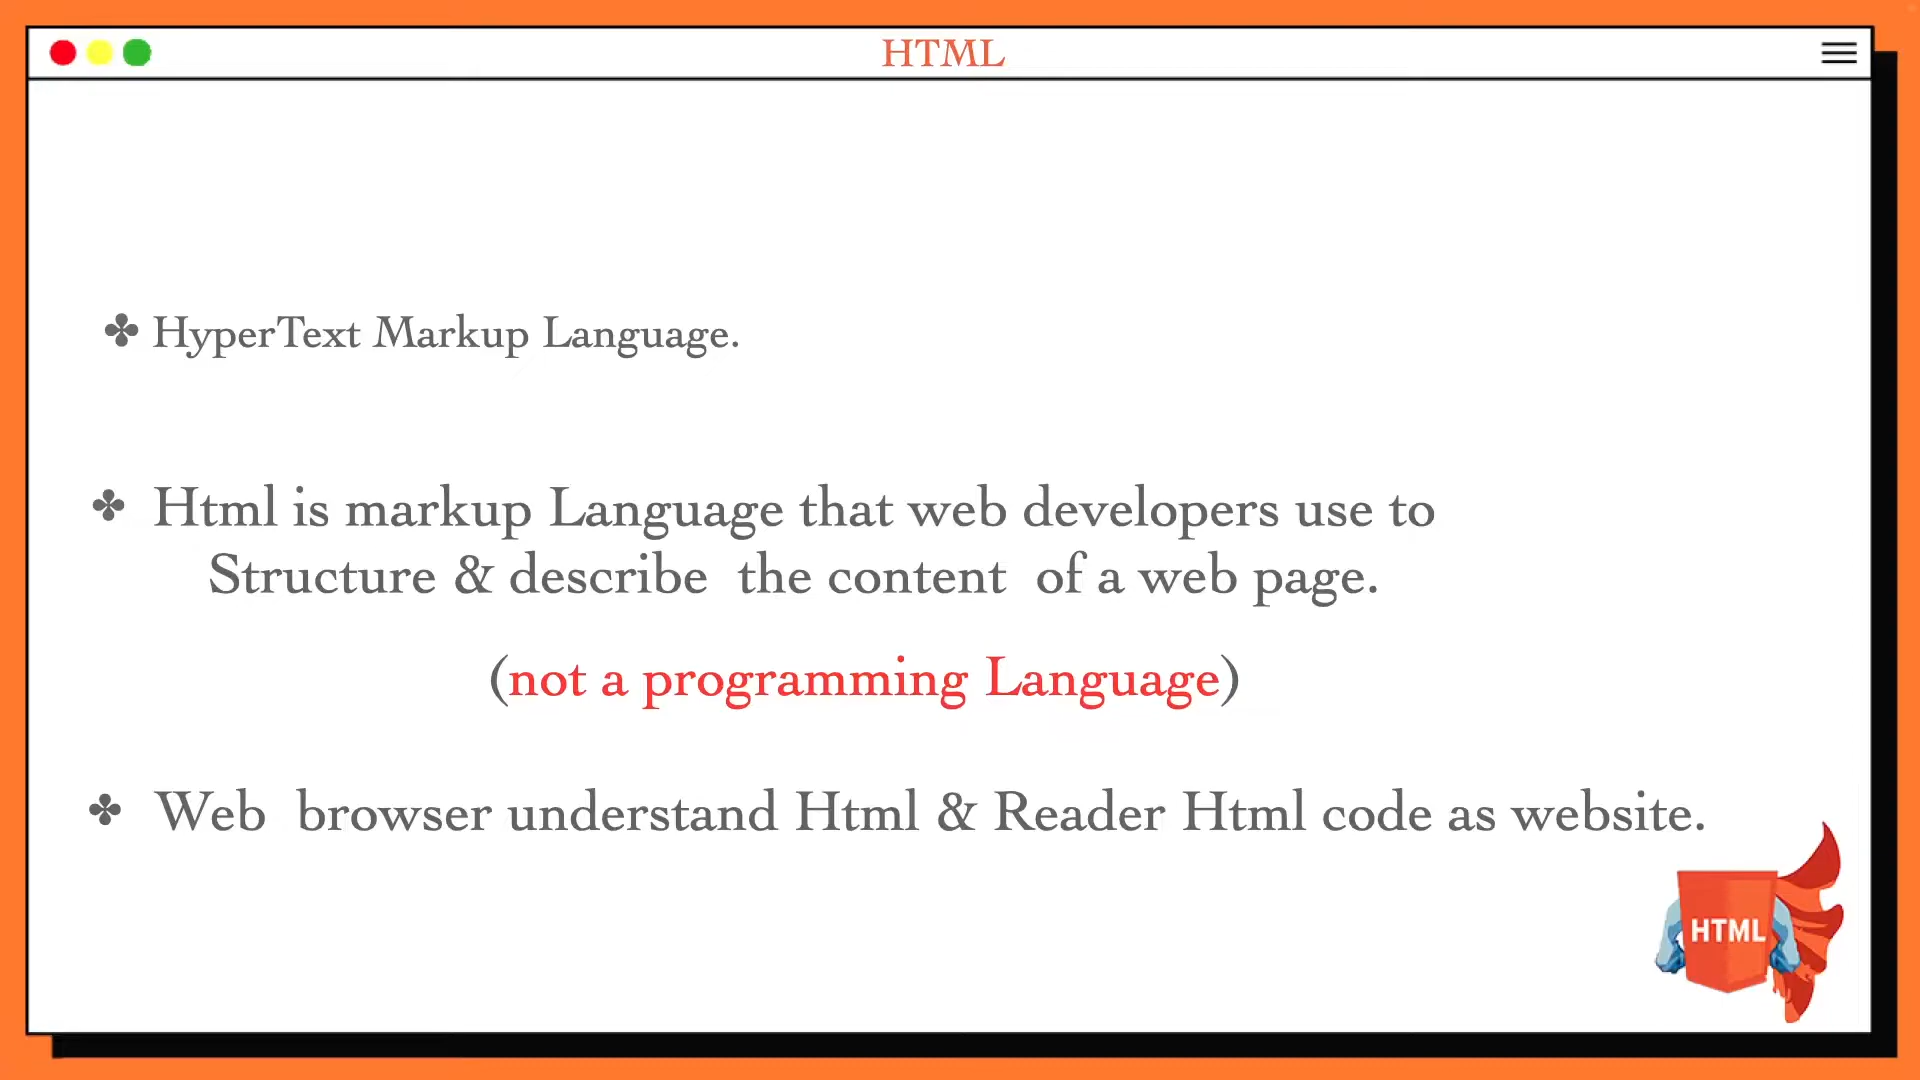 HTML
HyperText Markup Language.
Html is markup Language that web developers use to
Structure & describe the content of a web page.
(not a programming Language)
Web browser understand Html & Reader Html code as website.
HTML